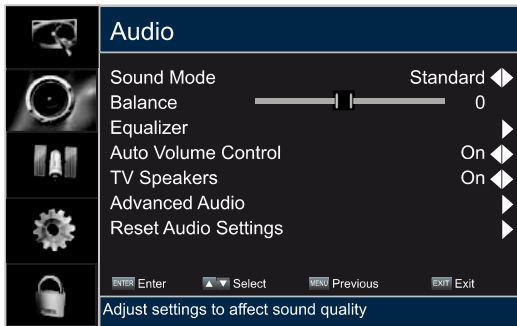 Audio
Sound Mode Standard
Balance 0
Equalizer
Auto Volume Control On
TV Speakers On
Advanced Audio
Reset Audio Settings
ENTER Enter Select MENU Previous EXIT Exit
Adjust settings to affect sound quality